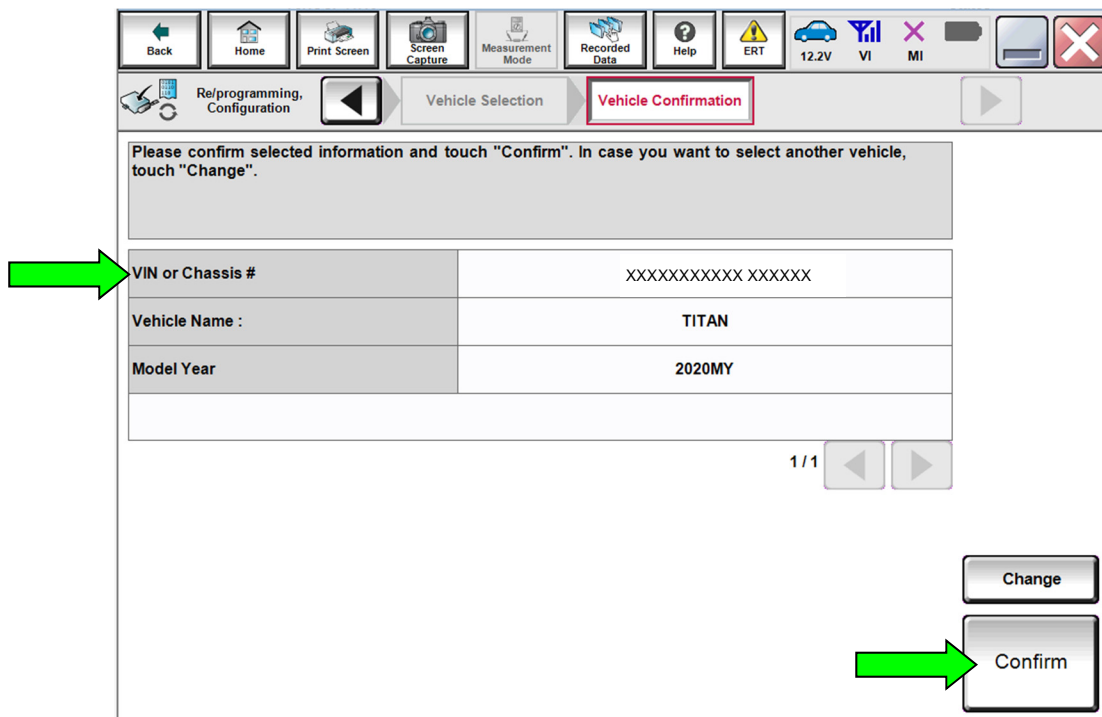 Back
Home
Print Screen
Screen
Capture
Measurement
Mode
Recorded
Data
Help
ERT
12.2V
VI
MI
Re/programming,
Configuration
Vehicle Selection
Vehicle Confirmation
Please confirm selected information and touch "Confirm". In case you want to select another vehicle,
touch "Change".
VIN or Chassis #
XXXXXXXXXXX XXXXXX
Vehicle Name :
TITAN
Model Year
2020MY
1 / 1
Change
Confirm